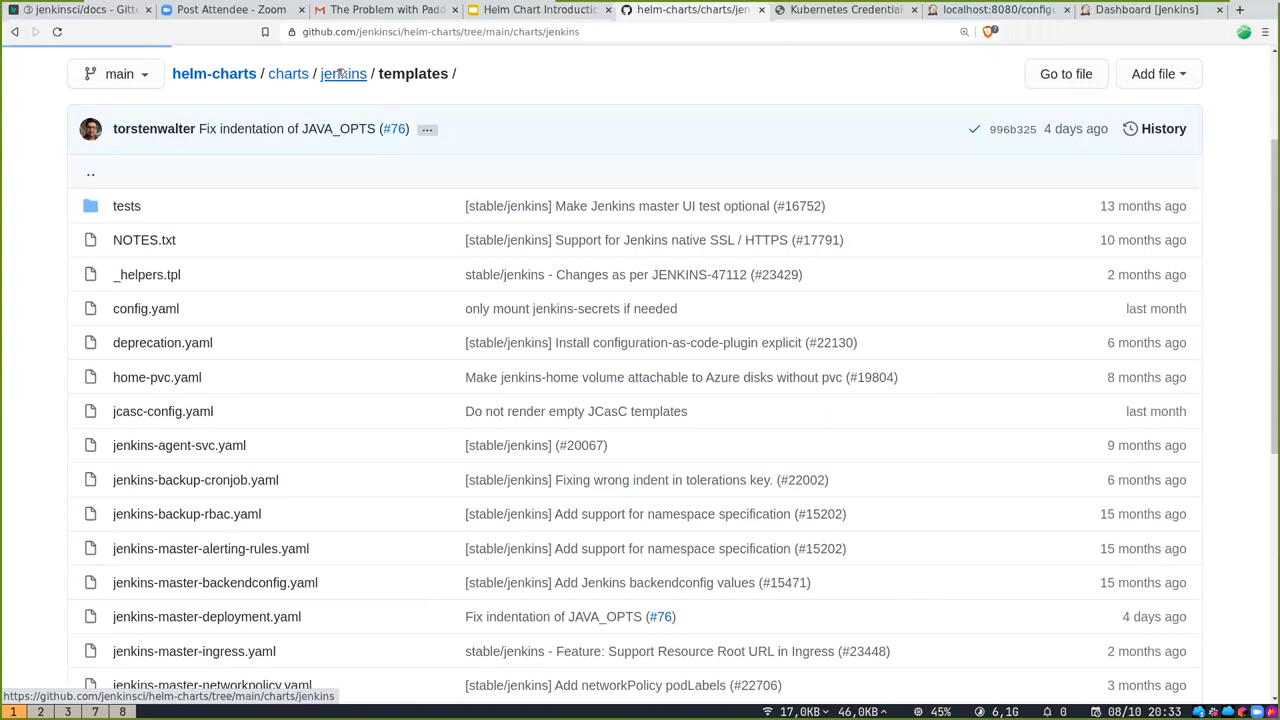 jenkinsci/docs - Gitt
Post Attendee - Zoom
The Problem with Pad
Helm Chart Introducti
helm-charts/charts/jen
Kubernetes Credentia
localhost:8080/config
Dashboard [Jenkins]
github.com/jenkinsci/helm-charts/tree/main/charts/jenkins
main
helm-charts / charts / jenkins / templates /
Go to file
Add file
torstenwalter Fix indentation of JAVA_OPTS (#76) ...
996b325 4 days ago
History
..
tests [stable/jenkins] Make Jenkins master UI test optional (#16752) 13 months ago
NOTES.txt [stable/jenkins] Support for Jenkins native SSL / HTTPS (#17791) 10 months ago
_helpers.tpl stable/jenkins - Changes as per JENKINS-47112 (#23429) 2 months ago
config.yaml only mount jenkins-secrets if needed last month
deprecation.yaml [stable/jenkins] Install configuration-as-code-plugin explicit (#22130) 6 months ago
home-pvc.yaml Make jenkins-home volume attachable to Azure disks without pvc (#19804) 8 months ago
jcasc-config.yaml Do not render empty JCasC templates last month
jenkins-agent-svc.yaml [stable/jenkins] (#20067) 9 months ago
jenkins-backup-cronjob.yaml [stable/jenkins] Fixing wrong indent in tolerations key. (#22002) 6 months ago
jenkins-backup-rbac.yaml [stable/jenkins] Add support for namespace specification (#15202) 15 months ago
jenkins-master-alerting-rules.yaml [stable/jenkins] Add support for namespace specification (#15202) 15 months ago
jenkins-master-backendconfig.yaml [stable/jenkins] Add Jenkins backendconfig values (#15471) 15 months ago
jenkins-master-deployment.yaml Fix indentation of JAVA_OPTS (#76) 4 days ago
jenkins-master-ingress.yaml stable/jenkins - Feature: Support Resource Root URL in Ingress (#23448) 2 months ago
jenkins-master-networkpolicy.yaml [stable/jenkins] Add networkPolicy podLabels (#22706) 3 months ago
https://github.com/jenkinsci/helm-charts/tree/main/charts/jenkins
1 2 3 7 8
17,0KB 46,0KB 45% 6,1G 0 08/10 20:33